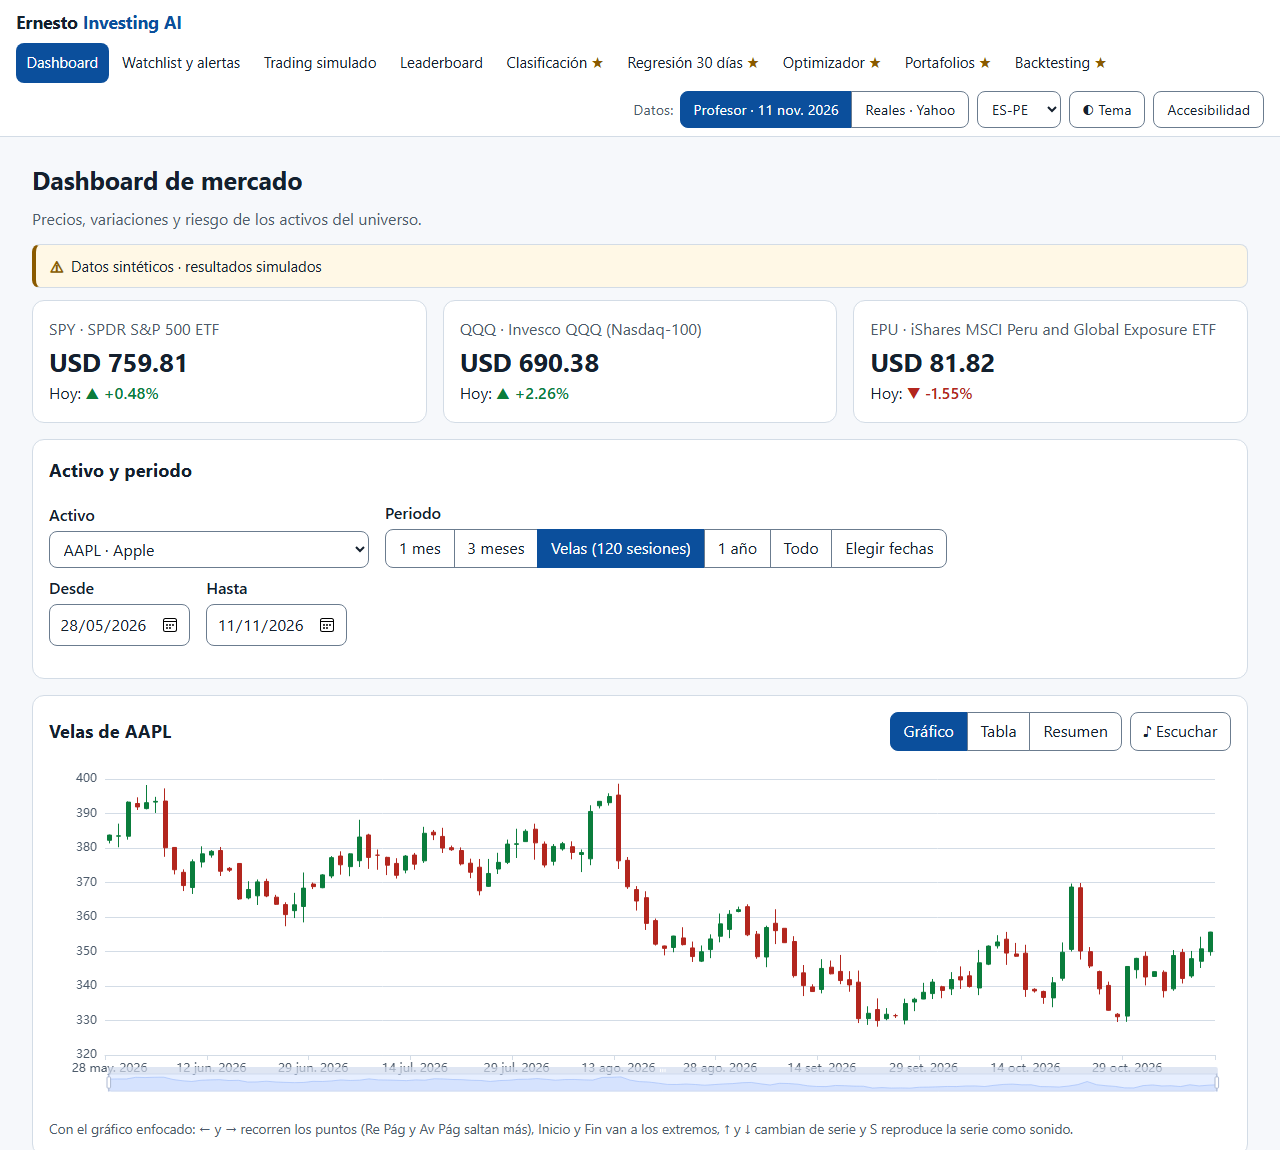 Ernesto Investing AI
Dashboard Watchlist y alertas Trading simulado Leaderboard Clasificación ★ Regresión 30 días ★ Optimizador ★ Portafolios ★ Backtesting ★
Datos: Profesor · 11 nov. 2026 Reales · Yahoo ES-PE ◐ Tema Accesibilidad
Dashboard de mercado
Precios, variaciones y riesgo de los activos del universo.
⚠ Datos sintéticos · resultados simulados
SPY · SPDR S&P 500 ETF
USD 759.81
Hoy: ▲ +0.48%
QQQ · Invesco QQQ (Nasdaq-100)
USD 690.38
Hoy: ▲ +2.26%
EPU · iShares MSCI Peru and Global Exposure ETF
USD 81.82
Hoy: ▼ -1.55%
Activo y periodo
Activo
AAPL · Apple
Periodo
1 mes 3 meses Velas (120 sesiones) 1 año Todo Elegir fechas
Desde
28/05/2026
Hasta
11/11/2026
Velas de AAPL
Gráfico Tabla Resumen ♪ Escuchar
400
390
380
370
360
350
340
330
320
28 may. 2026 12 jun. 2026 29 jun. 2026 14 jul. 2026 29 jul. 2026 13 ago. 2026 28 ago. 2026 14 set. 2026 29 set. 2026 14 oct. 2026 29 oct. 2026
Con el gráfico enfocado: ← y → recorren los puntos (Re Pág y Av Pág saltan más), Inicio y Fin van a los extremos, ↑ y ↓ cambian de serie y S reproduce la serie como sonido.